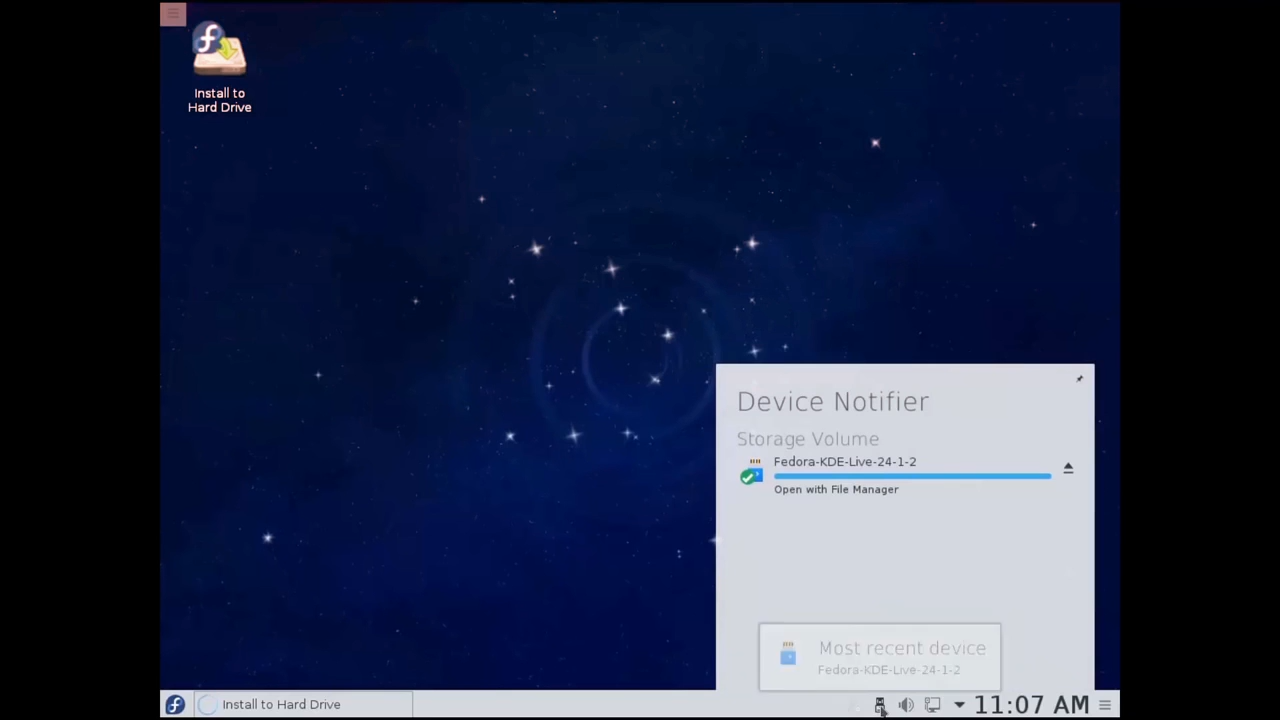 Install to
Hard Drive
Device Notifier
Storage Volume
Fedora-KDE-Live-24-1-2
Open with File Manager
Most recent device
Fedora-KDE-Live-24-1-2
Install to Hard Drive
11:07 AM